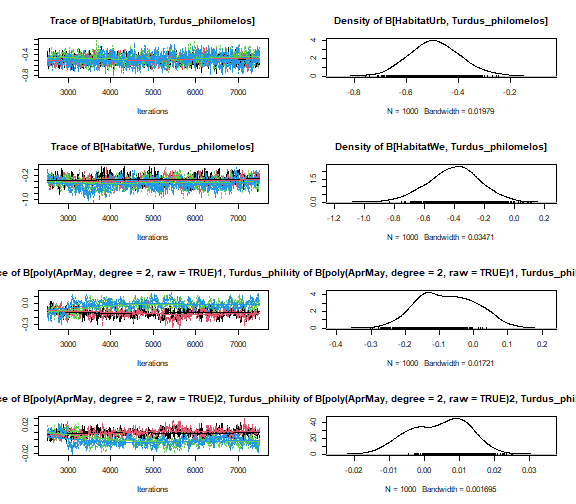 Trace of B[HabitatUrb, Turdus_philomelos]
Density of B[HabitatUrb, Turdus_philomelos]
-0.8 -0.4
3000 4000 5000 6000 7000
Iterations
0 2 4
-0.8 -0.6 -0.4 -0.2
N = 1000 Bandwidth = 0.01979
Trace of B[HabitatWe, Turdus_philomelos]
Density of B[HabitatWe, Turdus_philomelos]
-1.0 -0.2
3000 4000 5000 6000 7000
Iterations
0.0 1.5
-1.2 -1.0 -0.8 -0.6 -0.4 -0.2 0.0 0.2
N = 1000 Bandwidth = 0.03471
ce of B[poly(AprMay, degree = 2, raw = TRUE)1, Turdus_phility of B[poly(AprMay, degree = 2, raw = TRUE)1, Turdus_phil
-0.3 0.0
3000 4000 5000 6000 7000
Iterations
0 2 4
-0.4 -0.3 -0.2 -0.1 0.0 0.1 0.2
N = 1000 Bandwidth = 0.01721
ce of B[poly(AprMay, degree = 2, raw = TRUE)2, Turdus_phility of B[poly(AprMay, degree = 2, raw = TRUE)2, Turdus_phil
-0.02 0.02
3000 4000 5000 6000 7000
Iterations
0 20 40
-0.02 -0.01 0.00 0.01 0.02 0.03
N = 1000 Bandwidth = 0.001695